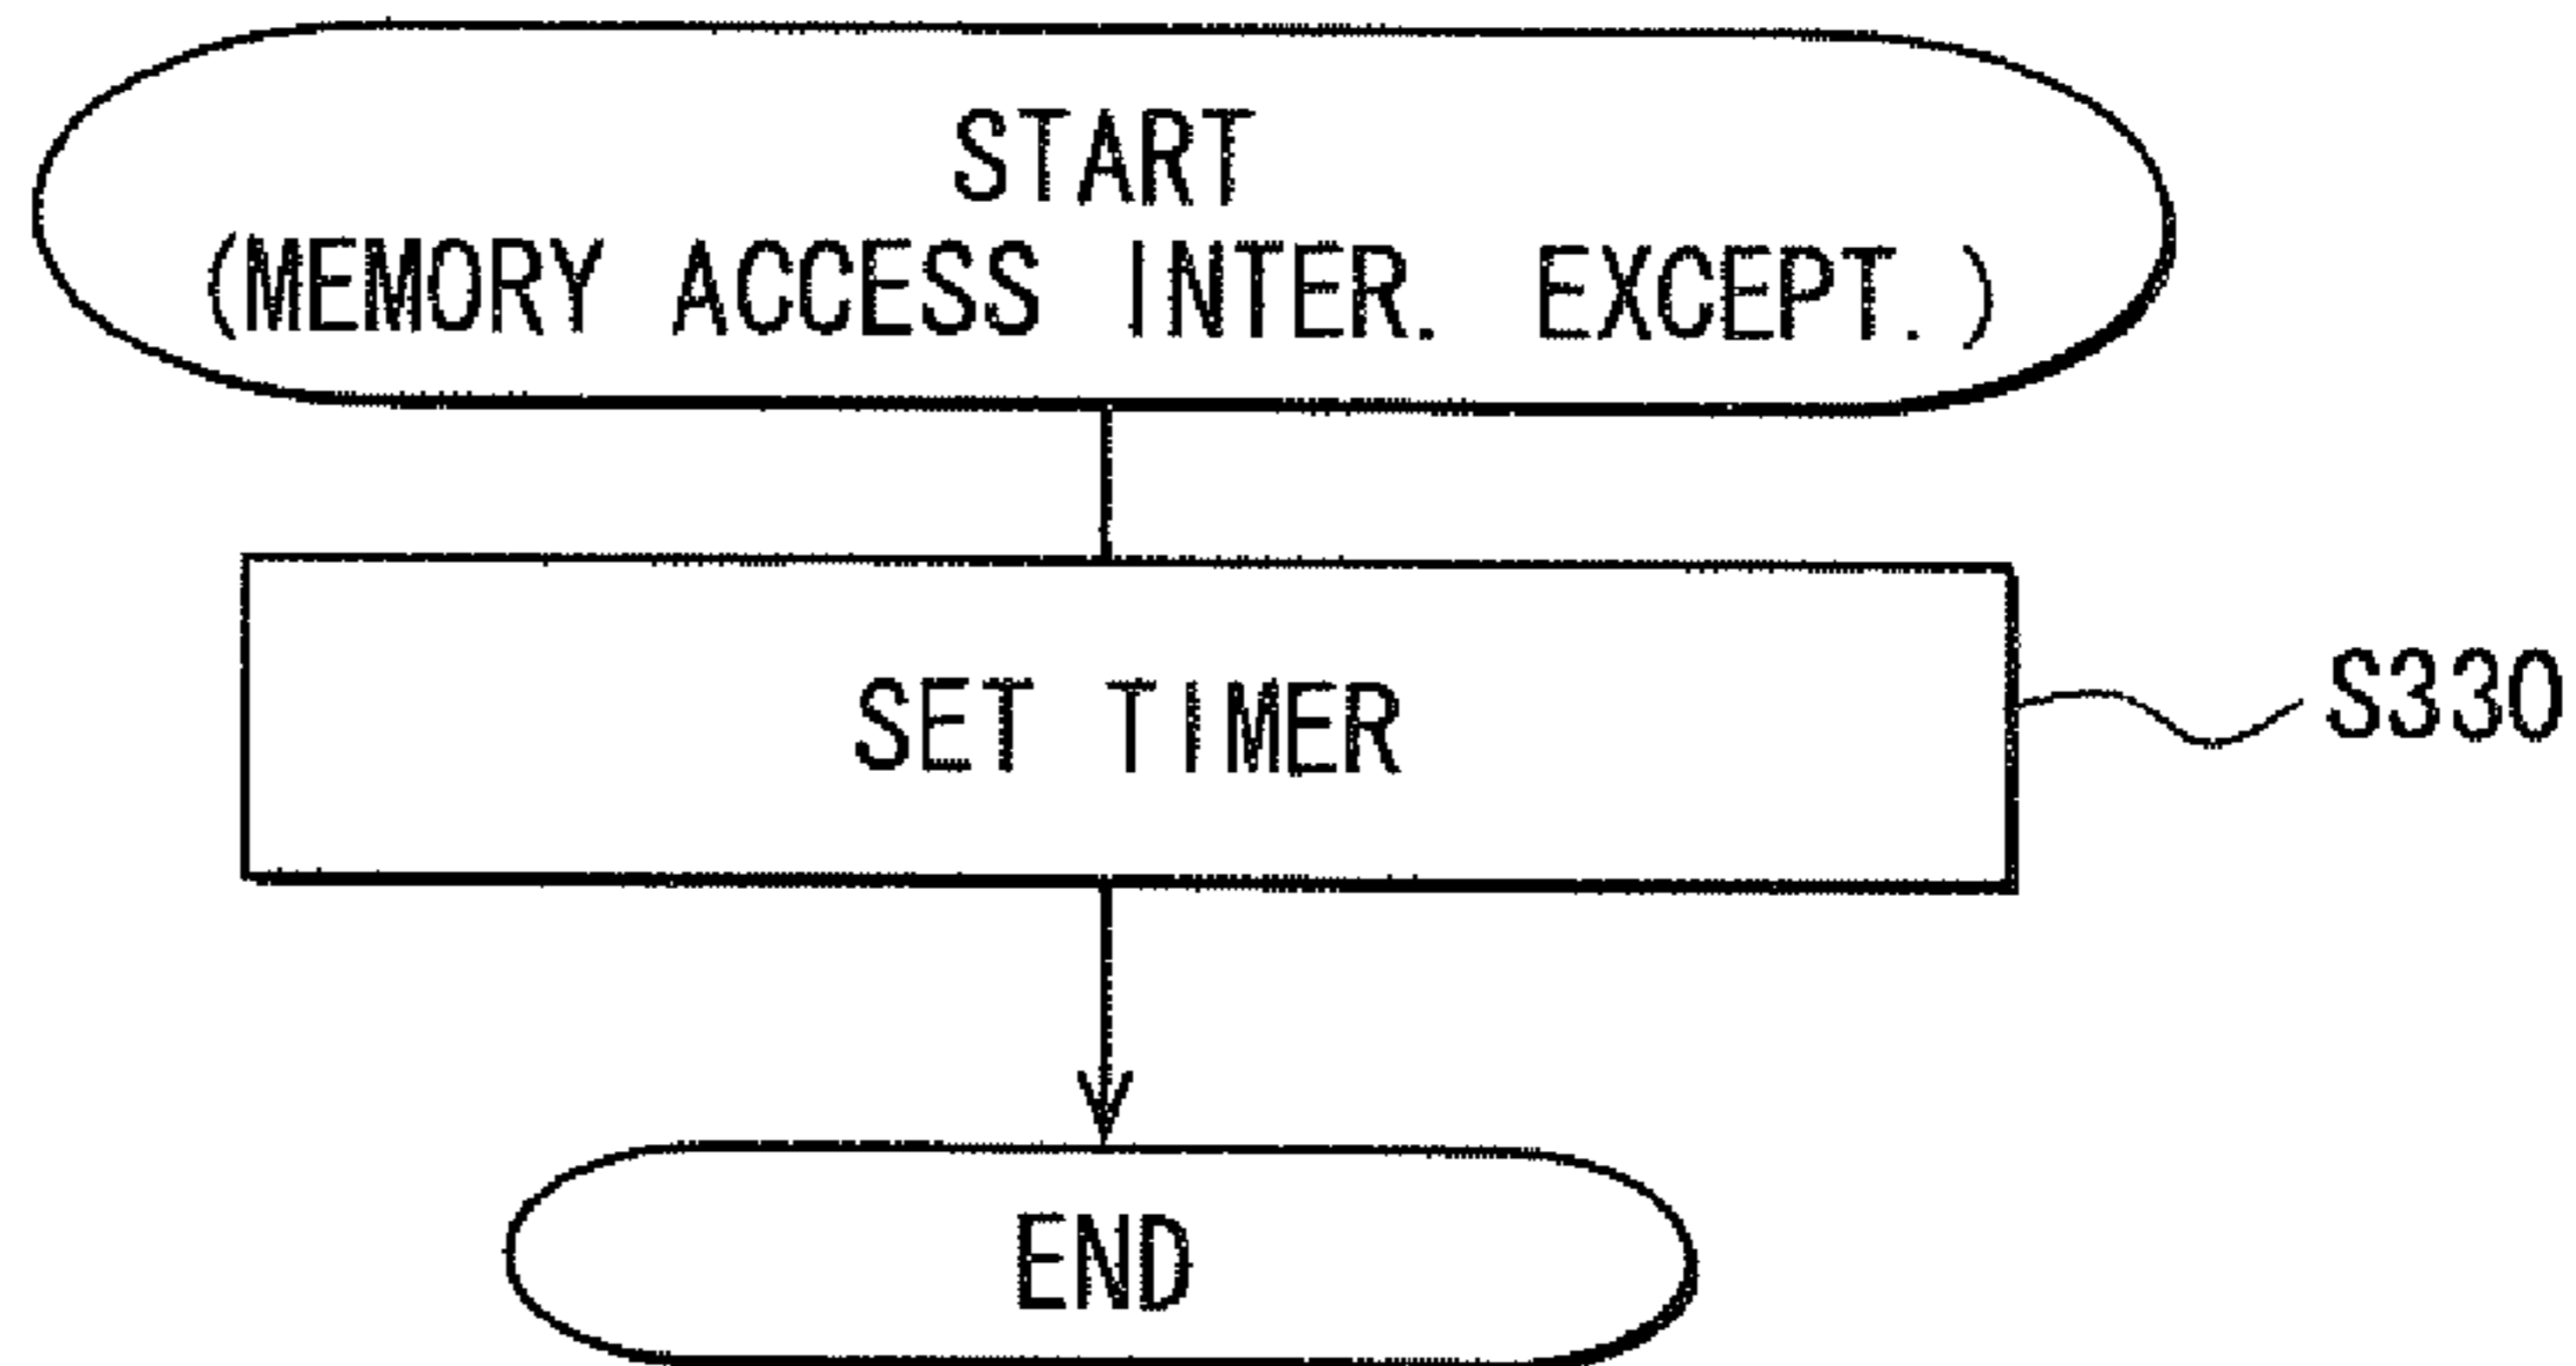 START
(MEMORY ACCESS INTER. EXCEPT.)
SET TIMER
S330
END